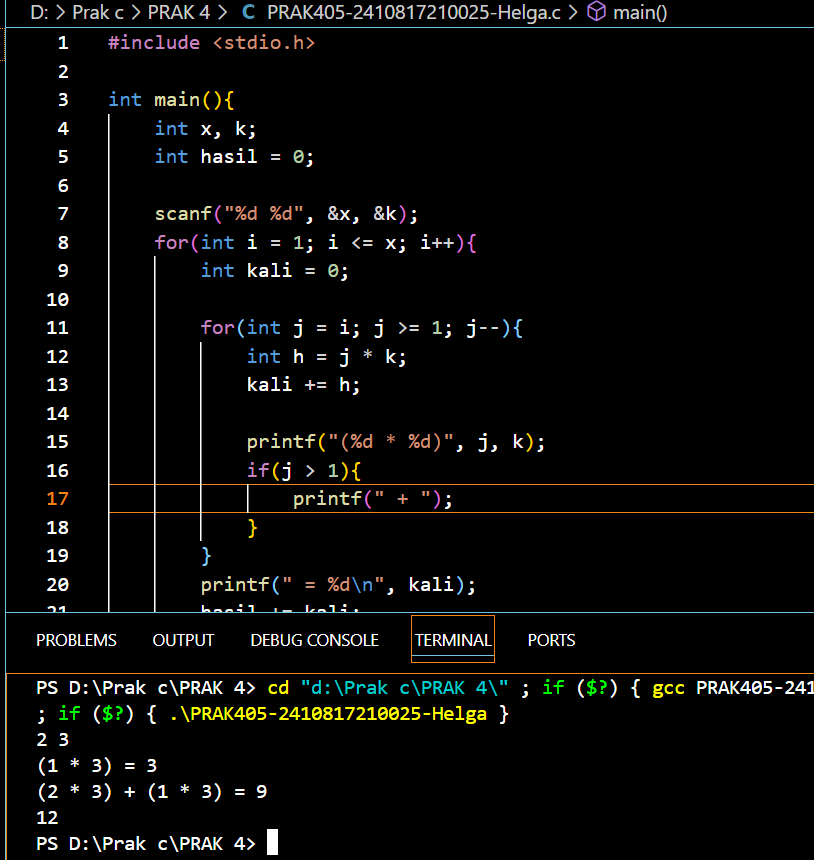 D: > Prak c > PRAK 4 > C PRAK405-2410817210025-Helga.c > main()
1 #include <stdio.h>
2
3 int main(){
4 int x, k;
5 int hasil = 0;
6
7 scanf("%d %d", &x, &k);
8 for(int i = 1; i <= x; i++){
9 int kali = 0;
10
11 for(int j = i; j >= 1; j--){
12 int h = j * k;
13 kali += h;
14
15 printf("(%d * %d)", j, k);
16 if(j > 1){
17 printf(" + ");
18 }
19 }
20 printf(" = %d\n", kali);
21 hasil += kali;
PROBLEMS OUTPUT DEBUG CONSOLE TERMINAL PORTS
PS D:\Prak c\PRAK 4> cd "d:\Prak c\PRAK 4\" ; if ($?) { gcc PRAK405-241
; if ($?) { .\PRAK405-2410817210025-Helga }
2 3
(1 * 3) = 3
(2 * 3) + (1 * 3) = 9
12
PS D:\Prak c\PRAK 4>